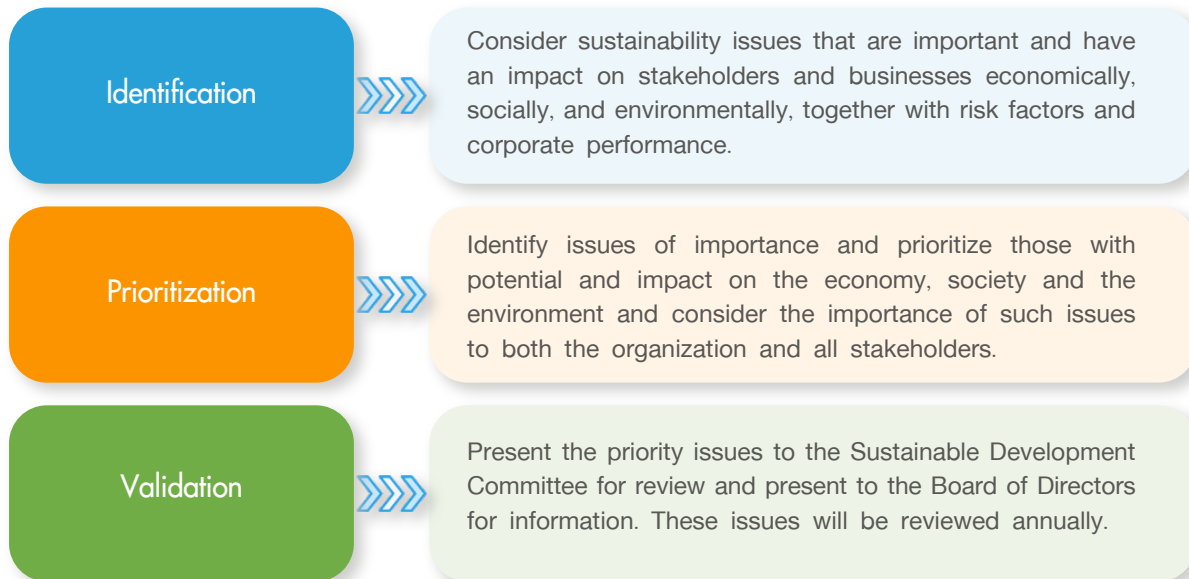 Identification
Consider sustainability issues that are important and have
an impact on stakeholders and businesses economically,
socially, and environmentally, together with risk factors and
corporate performance.
Prioritization
Identify issues of importance and prioritize those with
potential and impact on the economy, society and the
environment and consider the importance of such issues
to both the organization and all stakeholders.
Validation
Present the priority issues to the Sustainable Development
Committee for review and present to the Board of Directors
for information. These issues will be reviewed annually.